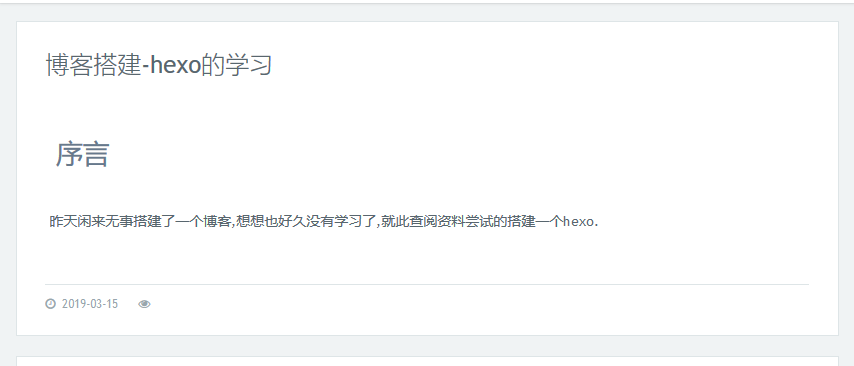 博客搭建-hexo的学习
序言
昨天闲来无事搭建了一个博客,想想也好久没有学习了,就此查阅资料尝试的搭建一个hexo.
2019-03-15